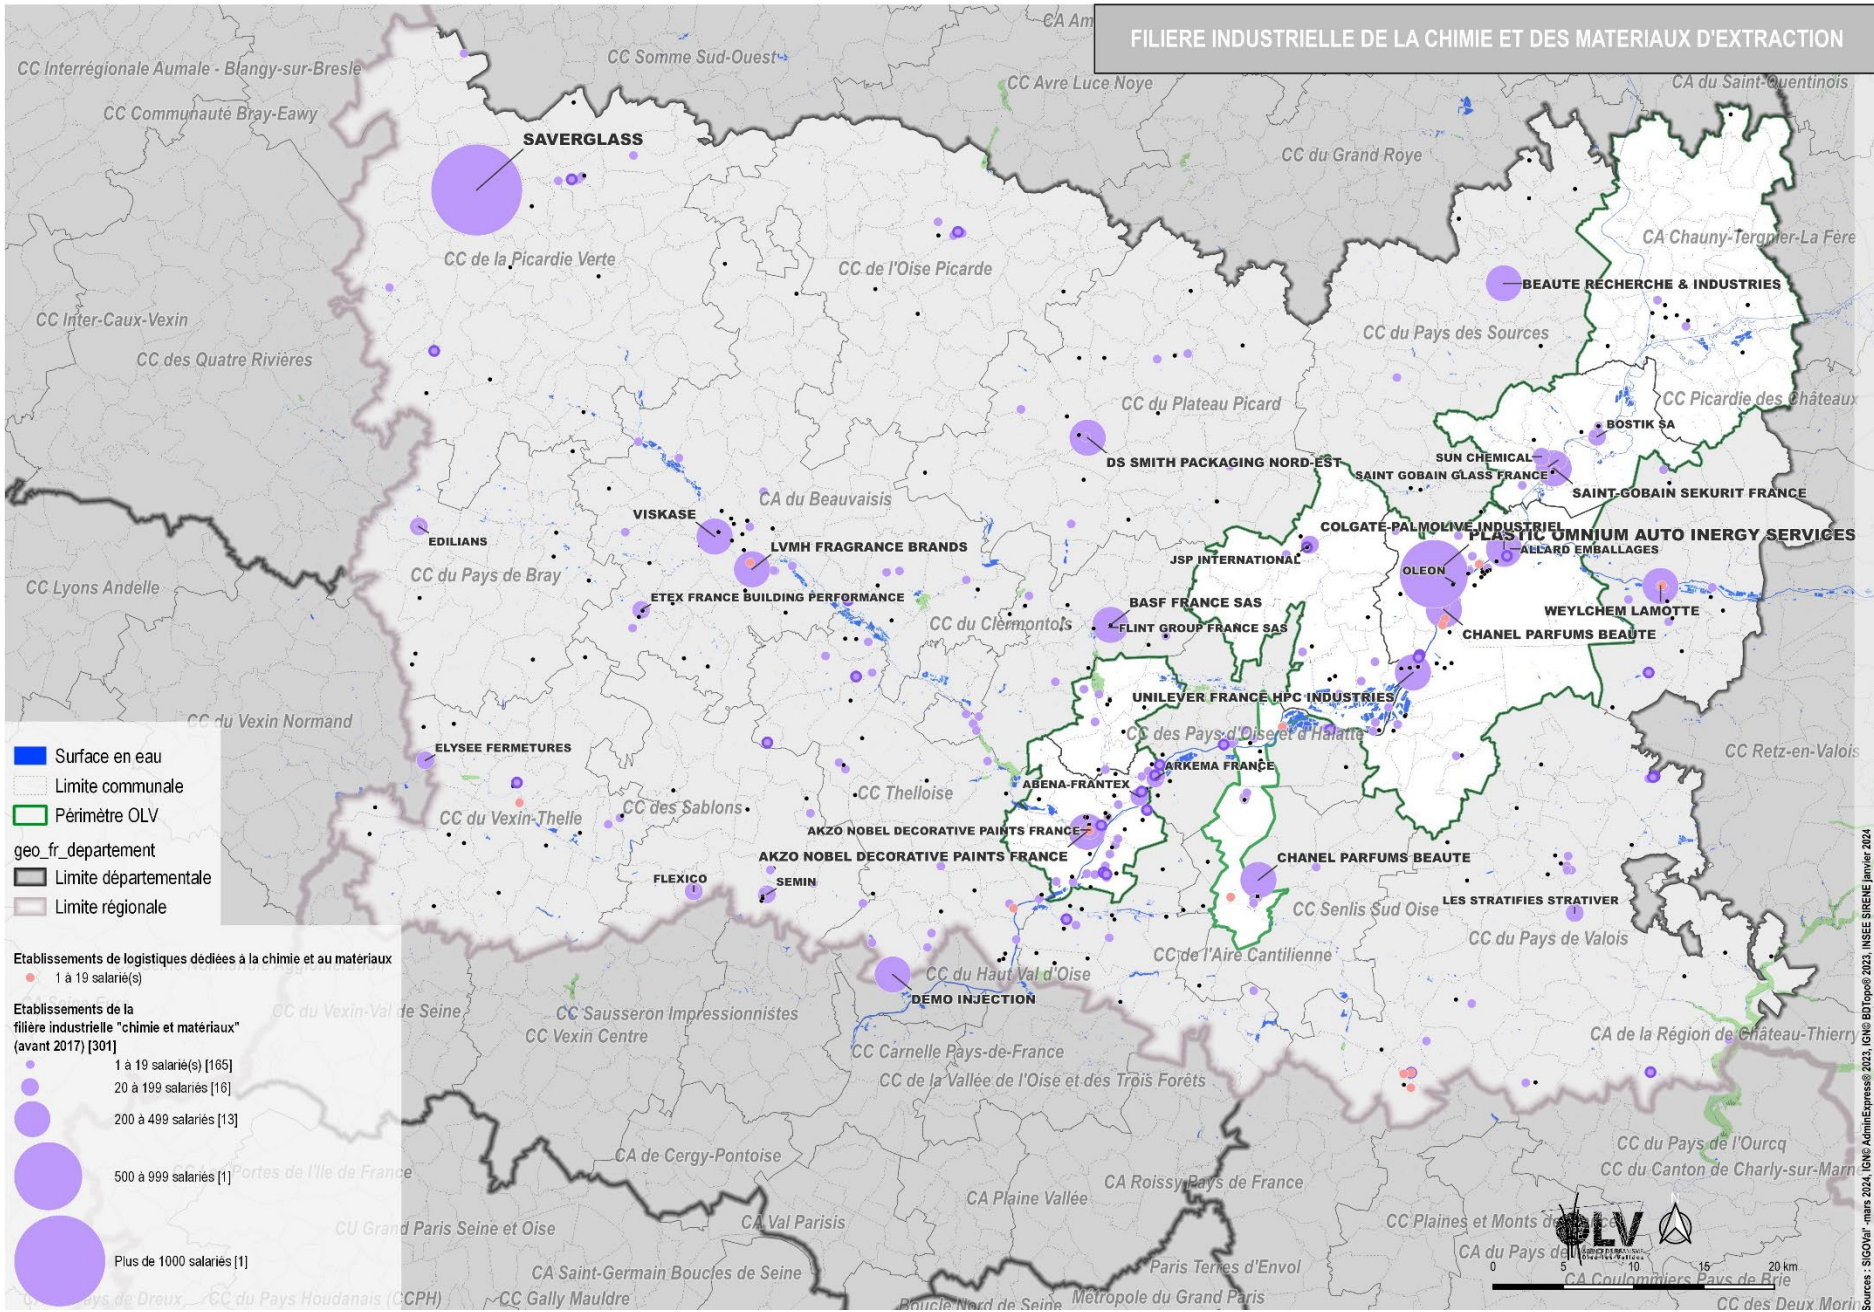 FILIERE INDUSTRIELLE DE LA CHIMIE ET DES MATERIAUX D'EXTRACTION
CA Am
CC Somme Sud-Ouest
CC Interrégionale Aumale - Blangy-sur-Bresle
CC Avre Luce Noye
CA du Saint-Quentinois
CC Communauté Bray-Eawy
SAVERGLASS
CC du Grand Roye
CA Chauny-Tergnier-La Fère
CC de la Picardie Verte
CC de l'Oise Picarde
BEAUTE RECHERCHE & INDUSTRIES
CC Inter-Caux-Vexin
CC du Pays des Sources
CC des Quatre Rivières
CC du Plateau Picard
CC Picardie des Châteaux
BOSTIK SA
SUN CHEMICAL
DS SMITH PACKAGING NORD-EST
SAINT GOBAIN GLASS FRANCE
SAINT-GOBAIN SEKURIT FRANCE
CA du Beauvaisis
VISKASE
COLGATE-PALMOLIVE INDUSTRIEL
PLASTIC OMNIUM AUTO INERGY SERVICES
EDILIANS
LVMH FRAGRANCE BRANDS
ALLARD EMBALLAGES
JSP INTERNATIONAL
OLEON
CC du Pays de Bray
CC Lyons Andelle
ETEX FRANCE BUILDING PERFORMANCE
BASF FRANCE SAS
WEYLCHEM LAMOTTE
CC du Clermontois
FLINT GROUP FRANCE SAS
CHANEL PARFUMS BEAUTE
UNILEVER FRANCE HPC INDUSTRIES
CC du Vexin Normand
CC des Pays d'Oise et d'Halatte
ELYSEE FERMETURES
CC Retz-en-Valois
ARKEMA FRANCE
ABENA-FRANTEX
CC Thelloise
CC des Sablons
CC du Vexin-Thelle
AKZO NOBEL DECORATIVE PAINTS FRANCE
AKZO NOBEL DECORATIVE PAINTS FRANCE
CHANEL PARFUMS BEAUTE
FLEXICO
SEMIN
LES STRATIFIES STRATIVER
CC Senlis Sud Oise
CC du Pays de Valois
CC de l'Aire Cantilienne
CC du Haut Val d'Oise
DEMO INJECTION
CC du Vexin-Val de Seine
CC Sausseron Impressionnistes
CC Vexin Centre
CA de la Région de Château-Thierry
CC Carnelle Pays-de-France
CC de la Vallée de l'Oise et des Trois Forêts
CC du Pays de l'Ourcq
CA de Cergy-Pontoise
CC du Canton de Charly-sur-Marne
CA Roissy Pays de France
CA Plaine Vallée
CA Val Parisis
CU Grand Paris Seine et Oise
CC Plaines et Monts de
CA du Pays de
Paris Terres d'Envol
CA Saint-Germain Boucles de Seine
CA Coulommiers Pays de Brie
CC du Pays Houdanais (CCPH)
CC Gally Mauldre
Boucle Nord de Seine
Métropole du Grand Paris
CC des Deux Morin
Surface en eau
Limite communale
Périmètre OLV
geo_fr_departement
Limite départementale
Limite régionale
Etablissements de logistiques dédiées à la chimie et au matériaux
1 à 19 salarié(s)
Etablissements de la
filière industrielle "chimie et matériaux"
(avant 2017) [301]
1 à 19 salarié(s) [165]
20 à 199 salariés [16]
200 à 499 salariés [13]
500 à 999 salariés [1]
Plus de 1000 salariés [1]
OLV
N
0 5 10 15 20 km
Sources : SIGOVal' -mars 2024, IGN© AdminExpress® 2023, IGN© BDTopo® 2023, INSEE SIRENE janvier 2024